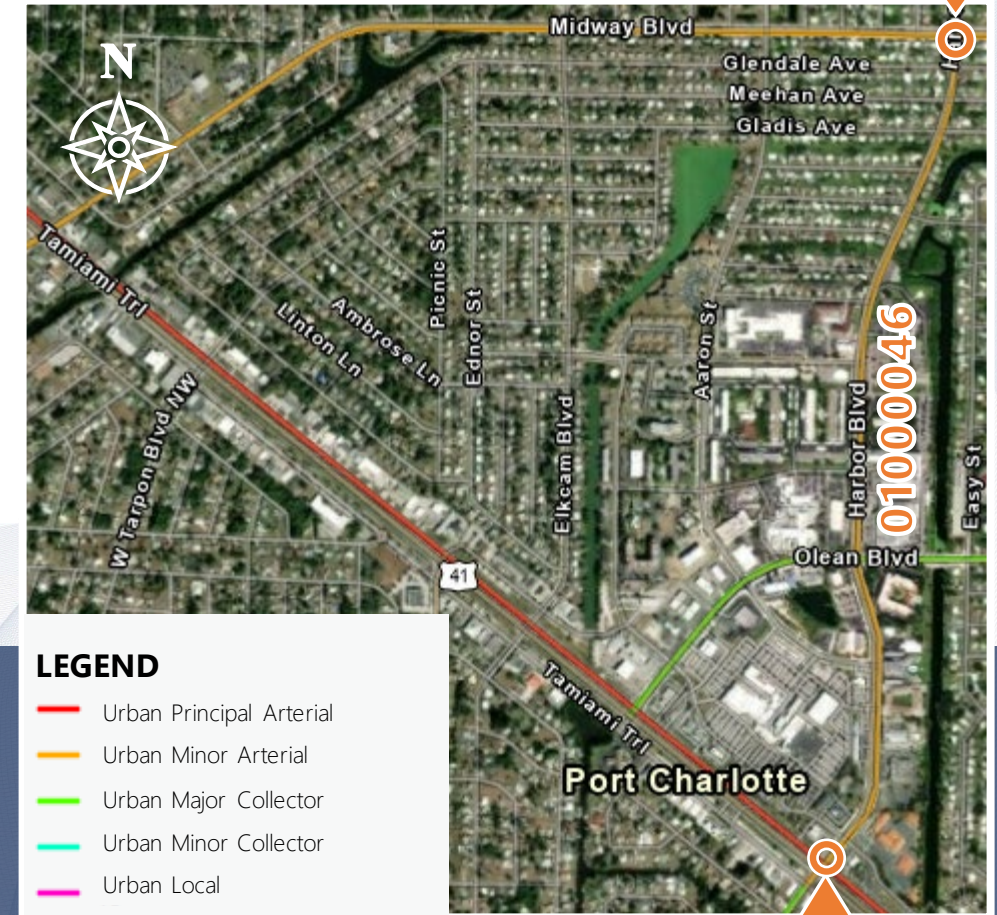 Midway Blvd
N
Glendale Ave
Meehan Ave
Gladis Ave
Tamiami Trl
Picnic St
Ambrose Ln
Linton Ln
Ednor St
Aaron St
01000046
W Tarpon Blvd NW
Elkcam Blvd
Harbor Blvd
Easy St
Olean Blvd
41
Tamiami Trl
Port Charlotte
LEGEND
Urban Principal Arterial
Urban Minor Arterial
Urban Major Collector
Urban Minor Collector
Urban Local